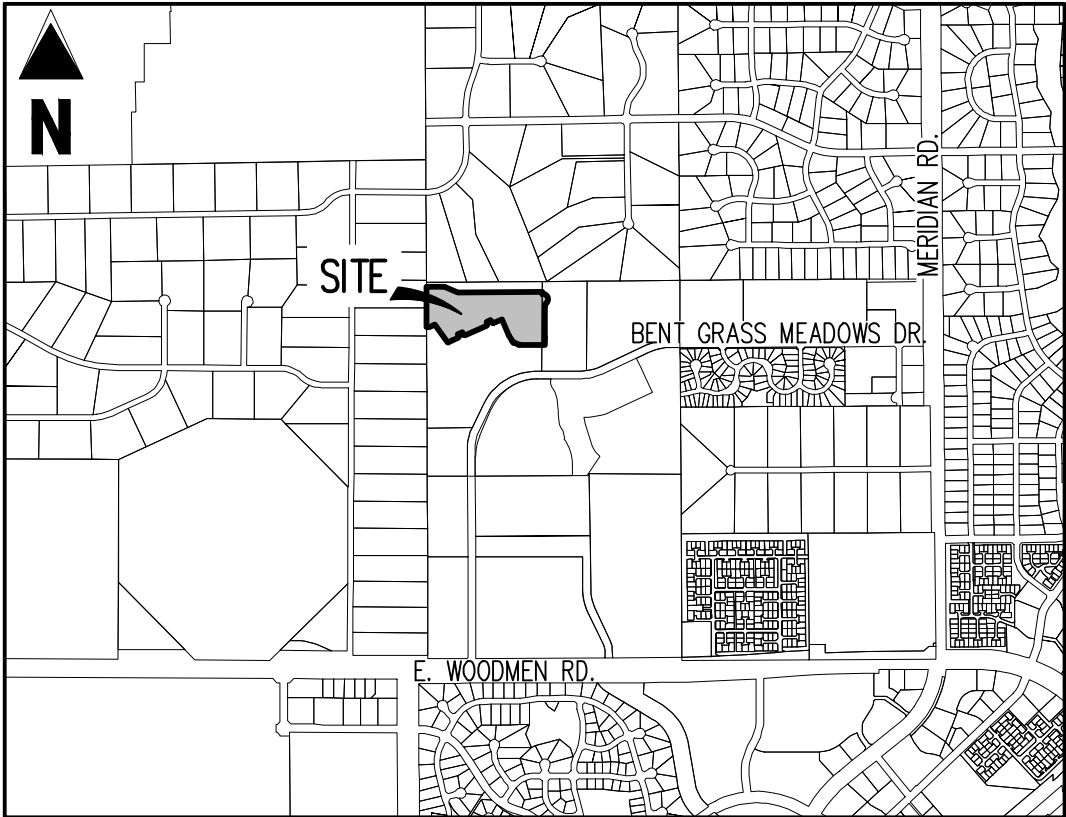 N
MERIDIAN RD.
SITE
BENT GRASS MEADOWS DR.
E. WOODMEN RD.